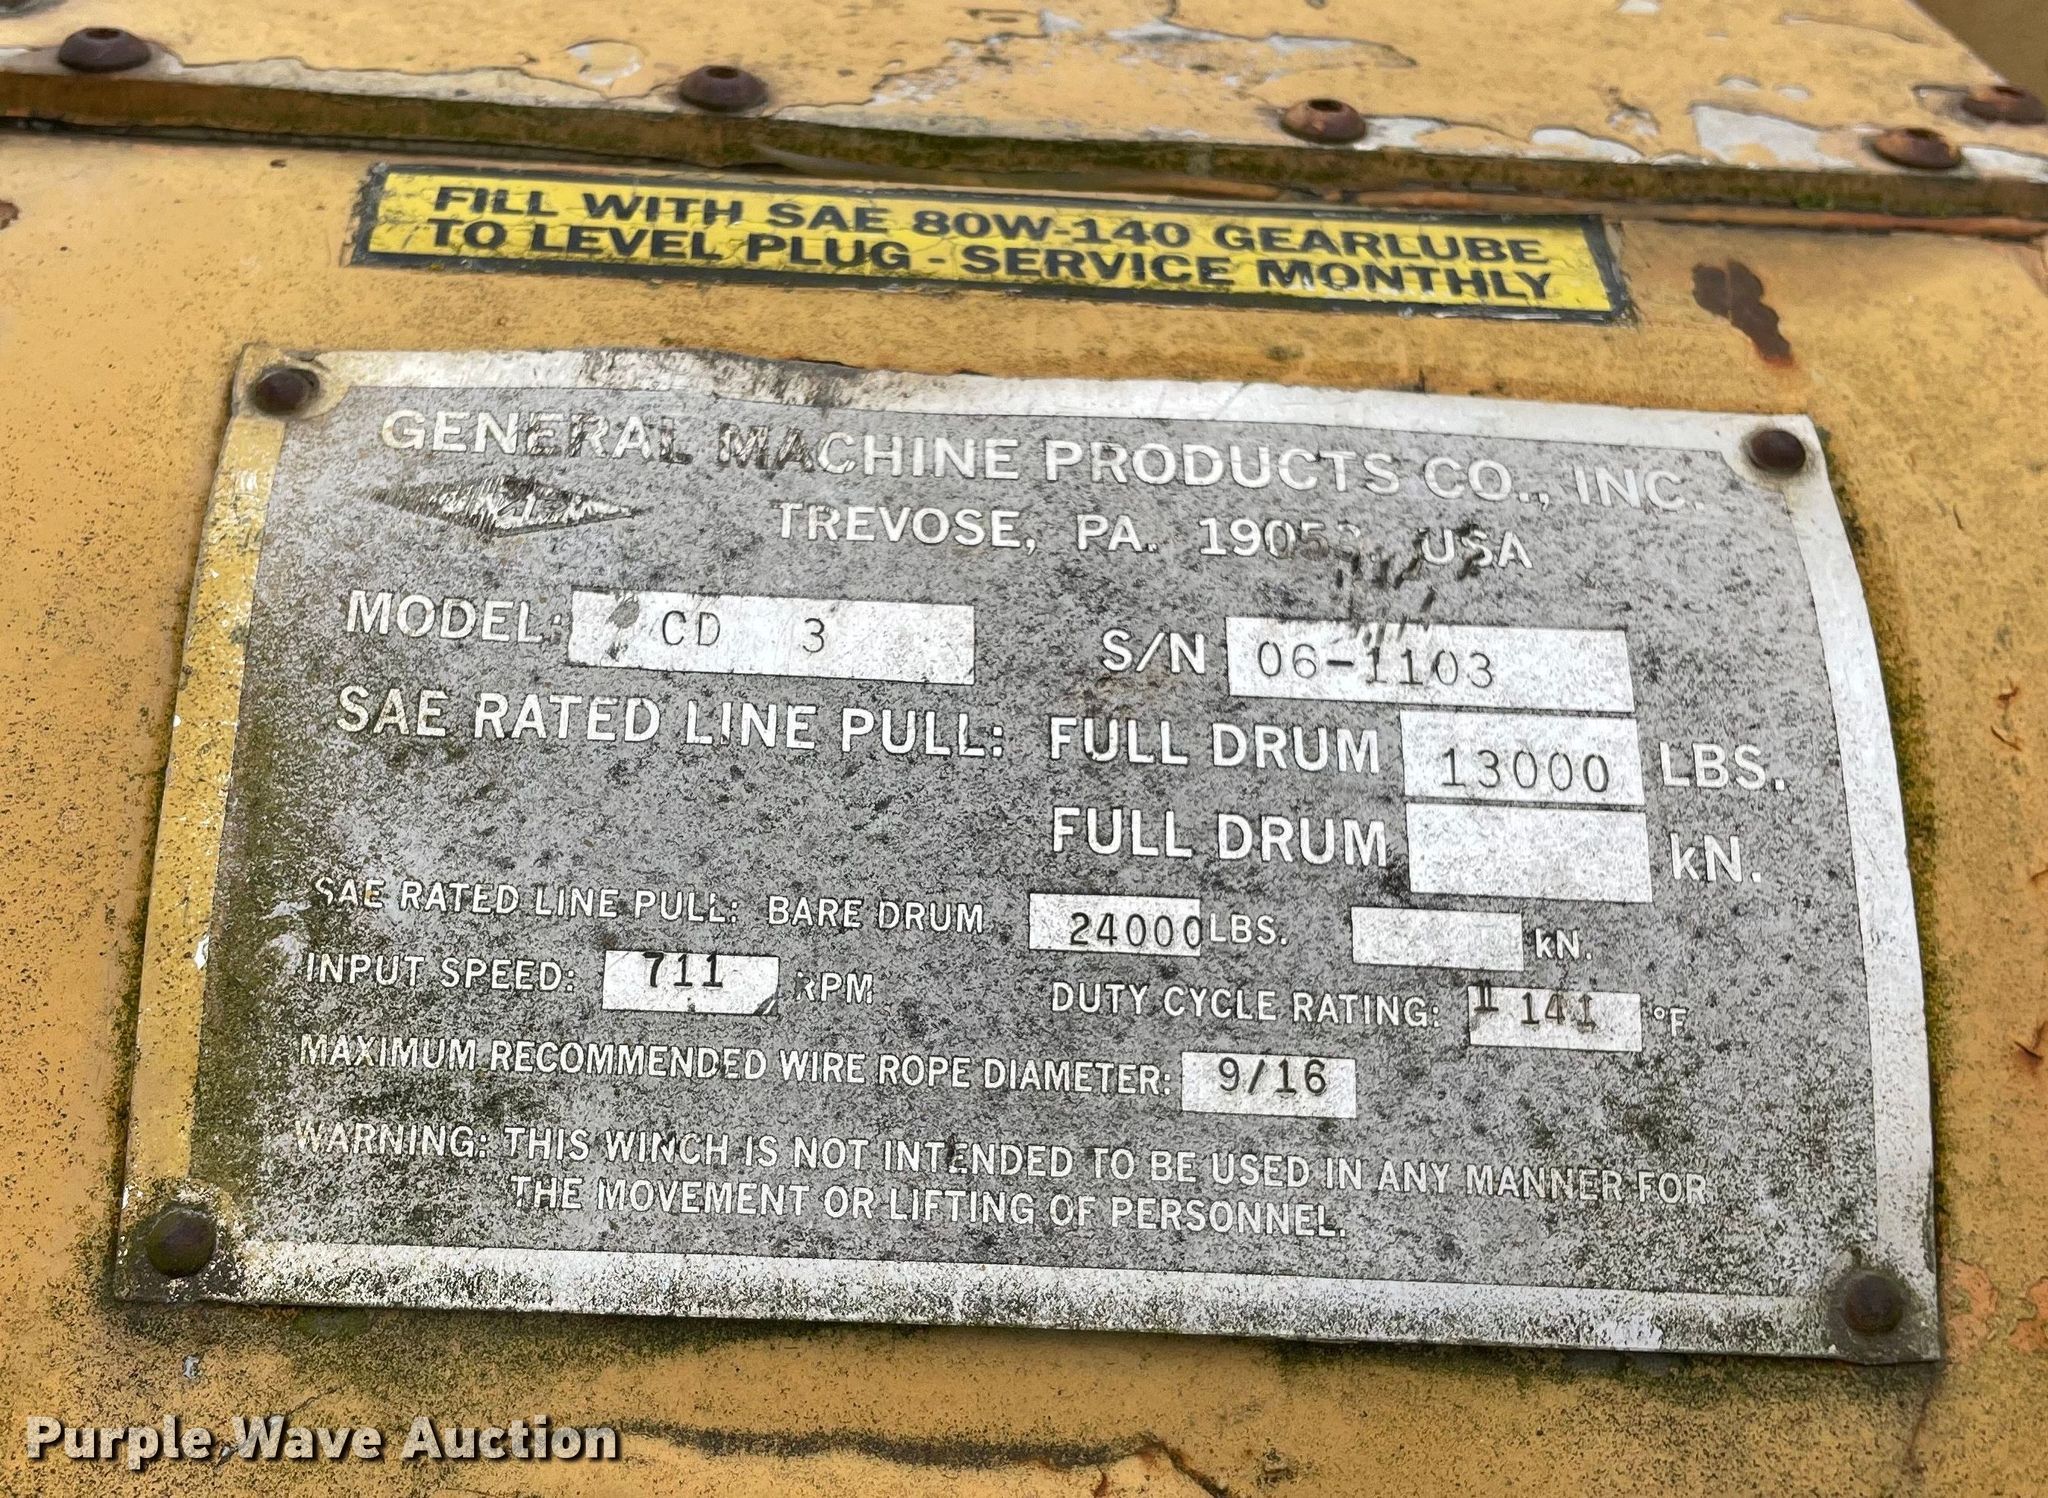 FILL WITH SAE 80W-140 GEARLUBE
TO LEVEL PLUG - SERVICE MONTHLY
GENERAL MACHINE PRODUCTS CO., INC.
TREVOSE, PA. USA
MODEL: CD 3 S/N 06-1103
SAE RATED LINE PULL: FULL DRUM 13000 LBS.
FULL DRUM kN.
SAE RATED LINE PULL: BARE DRUM 24000 LBS. kN.
INPUT SPEED: 711 RPM DUTY CYCLE RATING: II 141 °F
MAXIMUM RECOMMENDED WIRE ROPE DIAMETER: 9/16
WARNING: THIS WINCH IS NOT INTENDED TO BE USED IN ANY MANNER FOR
THE MOVEMENT OR LIFTING OF PERSONNEL.
Purple Wave Auction